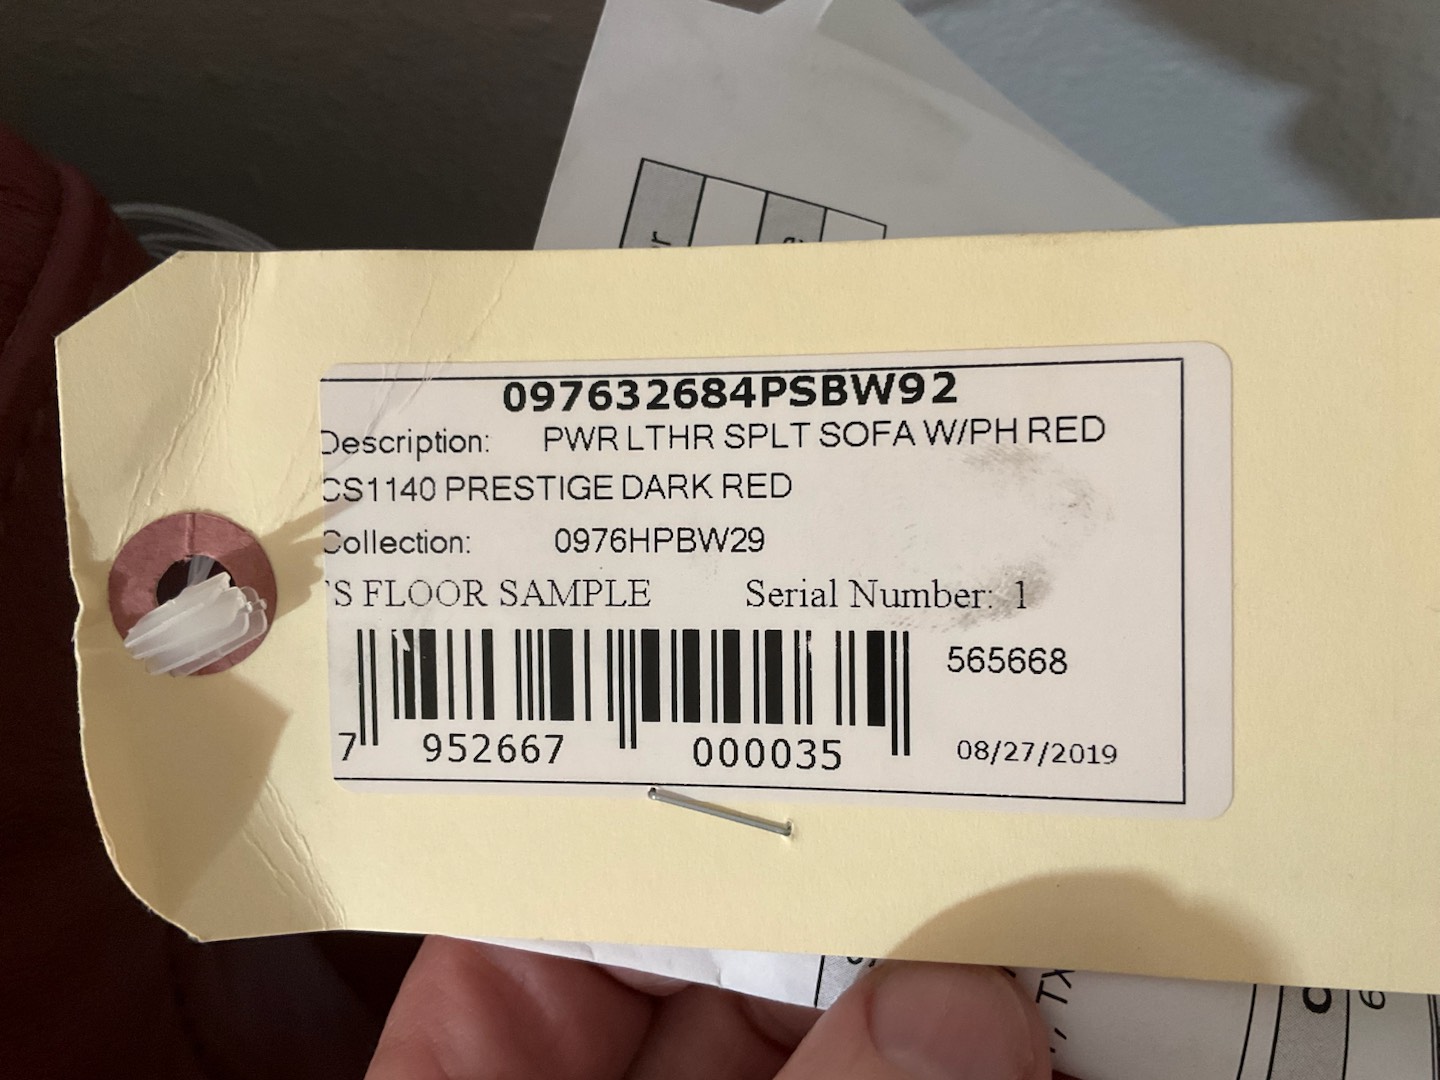 097632684PSBW92
Description: PWR LTHR SPLT SOFA W/PH RED
CS1140 PRESTIGE DARK RED
Collection: 0976HPBW29
'S FLOOR SAMPLE Serial Number: 1
565668
7 952667 000035
08/27/2019
TX